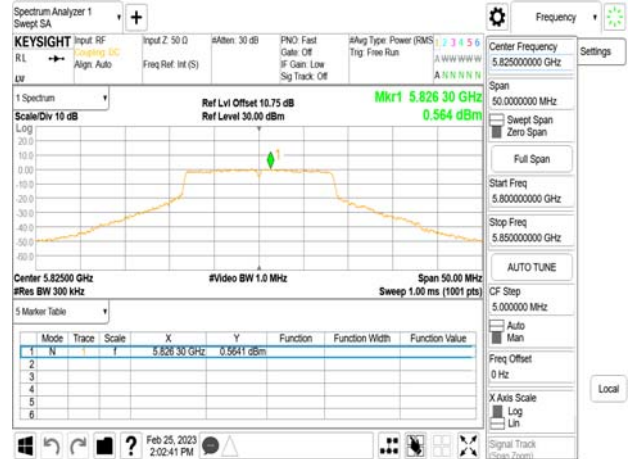 Spectrum Analyzer 1
Swept SA
+
Frequency
KEYSIGHT
Input: RF
Coupling: DC
Align: Auto
RL
Input Z: 50 Ω
Freq Ref: Int (S)
#Atten: 30 dB
PNO: Fast
Gate: Off
IF Gain: Low
Sig Track: Off
#Avg Type: Power (RMS
Trig: Free Run
1 2 3 4 5 6
A W W W W W
A N N N N N
1 Spectrum
Scale/Div 10 dB
Log
Ref Lvl Offset 10.75 dB
Ref Level 30.00 dBm
Mkr1 5.826 30 GHz
0.564 dBm
1
20.0
10.0
0.00
-10.0
-20.0
-30.0
-40.0
-50.0
-60.0
Center 5.82500 GHz
#Res BW 300 kHz
#Video BW 1.0 MHz
Span 50.00 MHz
Sweep 1.00 ms (1001 pts)
5 Marker Table
Mode Trace Scale X Y Function Function Width Function Value
1 N 1 f 5.826 30 GHz 0.5641 dBm
2
3
4
5
6
Feb 25, 2023
2:02:41 PM
?
Center Frequency
5.825000000 GHz
Settings
Span
50.0000000 MHz
Swept Span
Zero Span
Full Span
Start Freq
5.800000000 GHz
Stop Freq
5.850000000 GHz
AUTO TUNE
CF Step
5.000000 MHz
Auto
Man
Freq Offset
0 Hz
X Axis Scale
Log
Lin
Local
Signal Track
(Span Zoom)